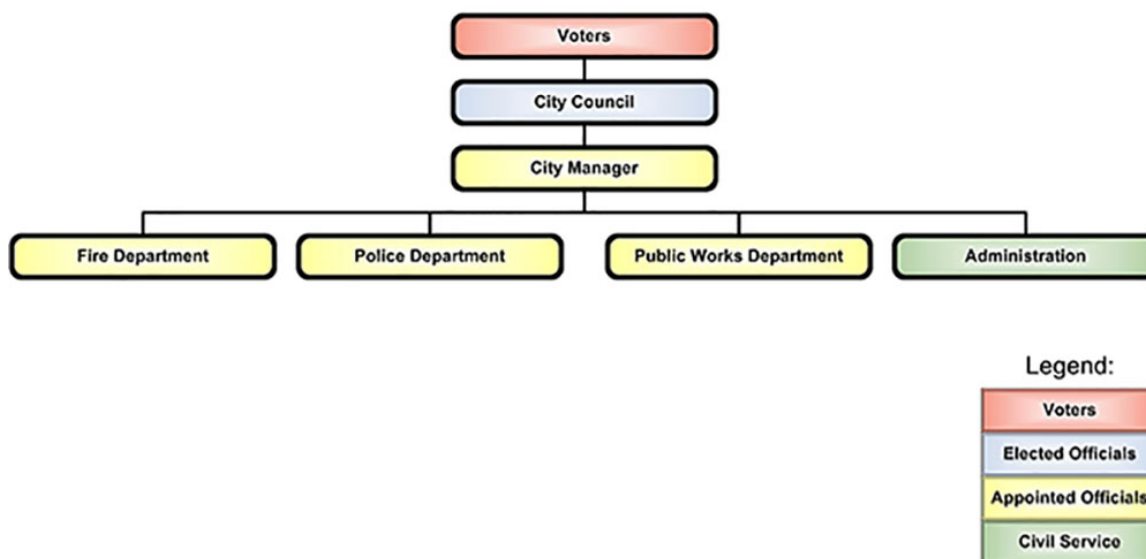 Voters
City Council
City Manager
Fire Department
Police Department
Public Works Department
Administration
Legend:
Voters
Elected Officials
Appointed Officials
Civil Service